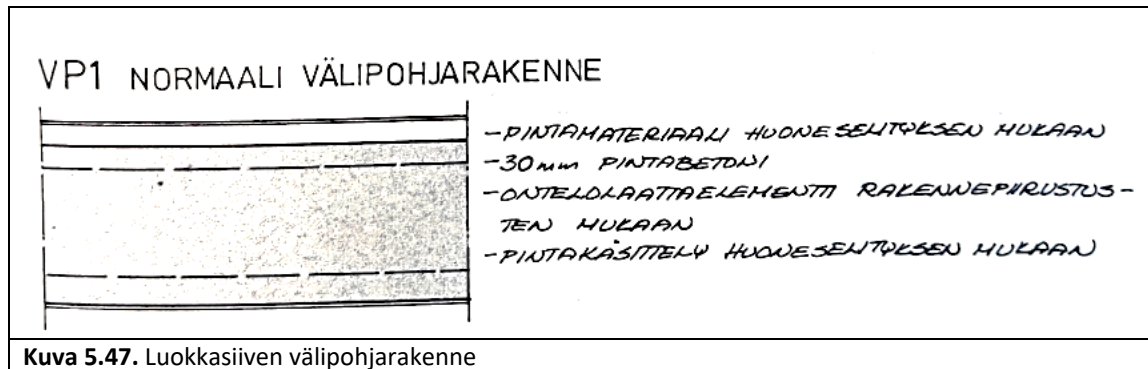 VP1 NORMAALI VÄLIPOHJARAKENNE
-PINTAMATERIAALI HUONESELITYKSEN MUKAAN
-30mm PINTABETONI
-ONTELOLAATTAELEMENTTI RAKENNEPIIRUSTUS-
TEN MUKAAN
-PINTAKÄSITTELY HUONESELITYKSEN MUKAAN
Kuva 5.47. Luokkasiiven välipohjarakenne